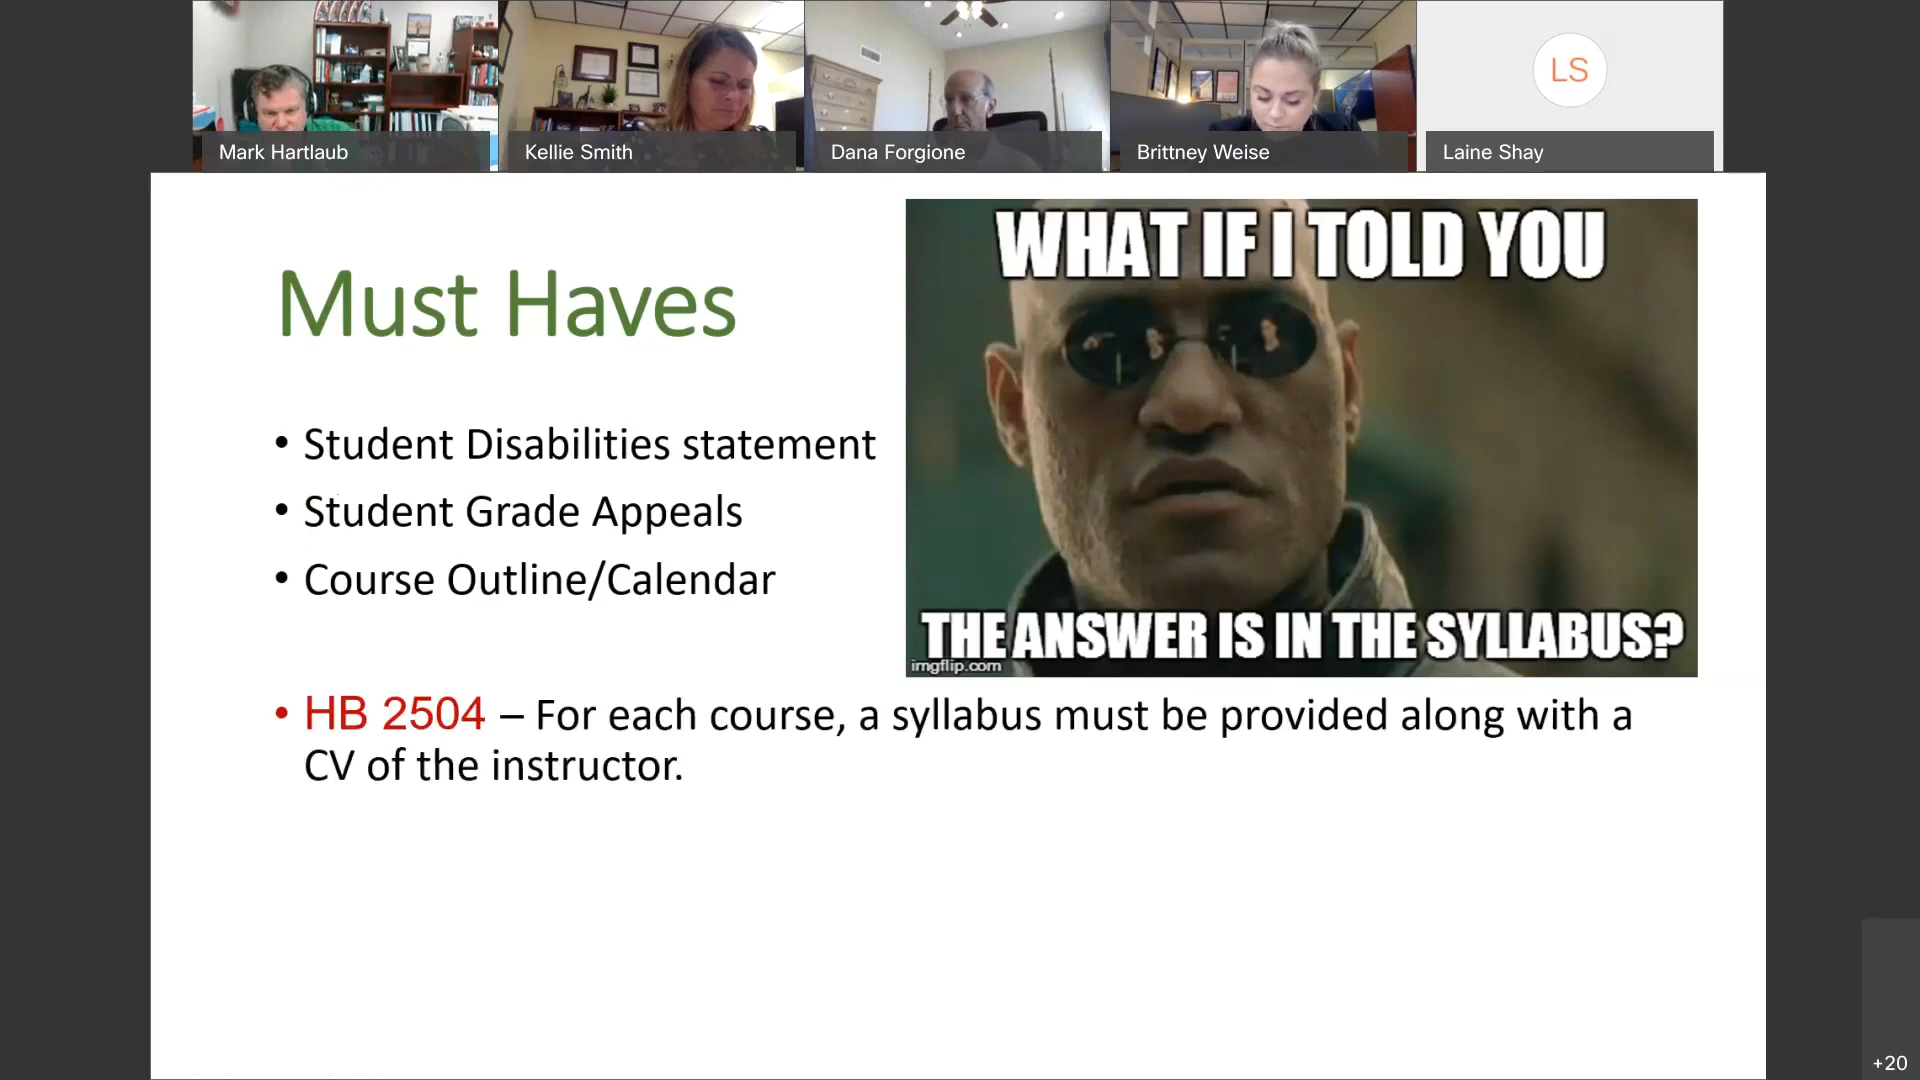 Mark Hartlaub
Kellie Smith
Dana Forgione
Brittney Weise
LS
Laine Shay
Must Haves
WHAT IF I TOLD YOU
THE ANSWER IS IN THE SYLLABUS?
imgflip.com
• Student Disabilities statement
• Student Grade Appeals
• Course Outline/Calendar
• HB 2504 – For each course, a syllabus must be provided along with a
CV of the instructor.
+20